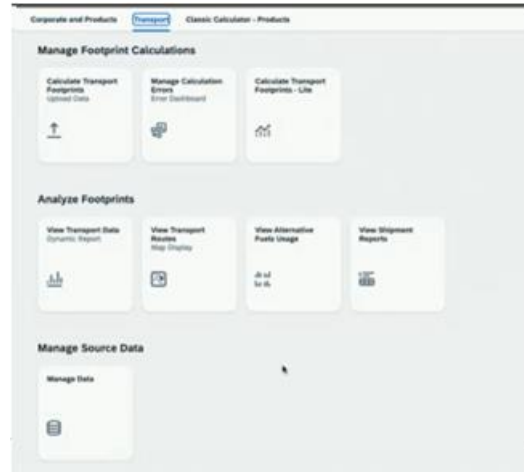 Corporate and Products Transport Classic Calculator - Products
Manage Footprint Calculations
Calculate Transport
Footprints
Upload Data
Manage Calculation
Errors
Error Dashboard
Calculate Transport
Footprints - Lite
Analyze Footprints
View Transport Data
Dynamic Report
View Transport
Routes
Map Display
View Alternative
Fuels Usage
View Shipment
Reports
Manage Source Data
Manage Data